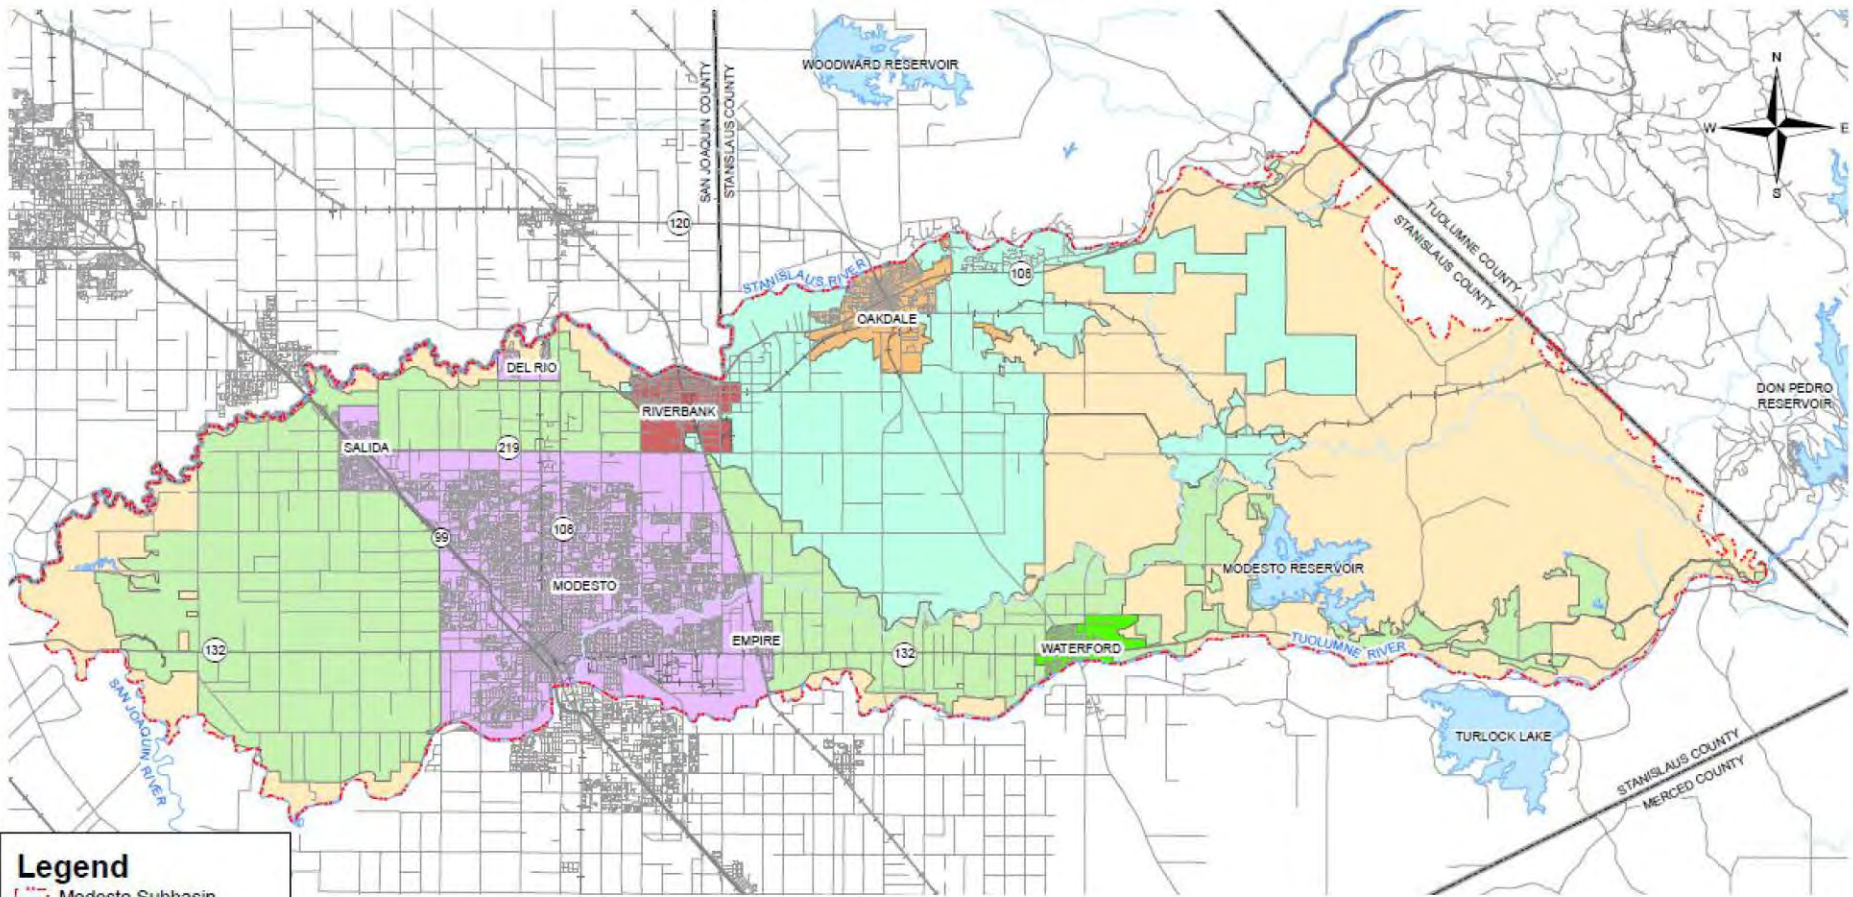 WOODWARD RESERVOIR
N
W
E
S
SAN JOAQUIN COUNTY
STANISLAUS COUNTY
120
TUOLUMNE COUNTY
STANISLAUS COUNTY
STANISLAUS RIVER
108
OAKDALE
DEL RIO
DON PEDRO
RESERVOIR
RIVERBANK
SALIDA
219
108
99
MODESTO
MODESTO RESERVOIR
EMPIRE
132
132
WATERFORD
TUOLUMNE RIVER
SAN JOAQUIN RIVER
TURLOCK LAKE
STANISLAUS COUNTY
MERCED COUNTY
Legend
Modesto Subbasin